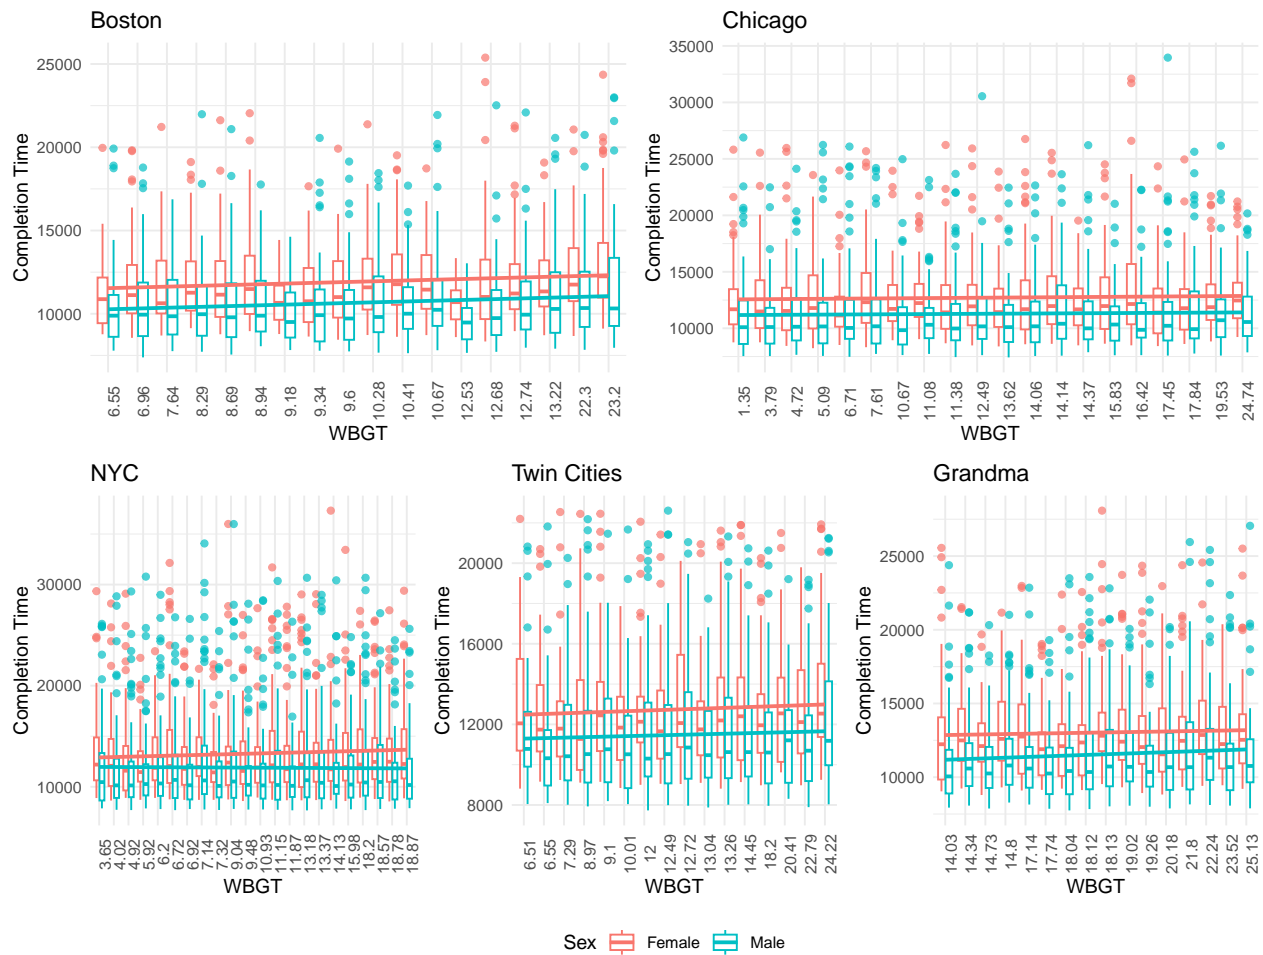 Boston
Chicago
Completion Time
25000
20000
15000
10000
6.55 6.96 7.64 8.29 8.69 8.94 9.18 9.34 9.6 10.28 10.41 10.67 12.53 12.68 12.74 13.22 22.3 23.2
WBGT
Completion Time
35000
30000
25000
20000
15000
10000
1.35 3.79 4.72 5.09 6.71 7.61 10.67 11.08 11.38 12.49 13.62 14.06 14.14 14.37 15.83 16.42 17.45 17.84 19.53 24.74
WBGT
NYC
Twin Cities
Grandma
Completion Time
30000
20000
10000
3.65 4.02 4.92 5.92 6.2 6.72 6.92 7.14 7.32 9.04 9.48 10.93 11.15 11.87 13.18 13.37 14.13 15.98 18.2 18.57 18.78 18.87
WBGT
Completion Time
20000
16000
12000
8000
6.51 6.55 7.29 8.97 9.1 10.01 12 12.49 12.72 13.04 13.26 14.45 18.2 20.41 22.79 24.22
WBGT
Completion Time
25000
20000
15000
10000
14.03 14.34 14.73 14.8 17.14 17.74 18.04 18.12 18.13 19.02 19.26 20.18 21.8 22.24 23.52 25.13
WBGT
Sex Female Male